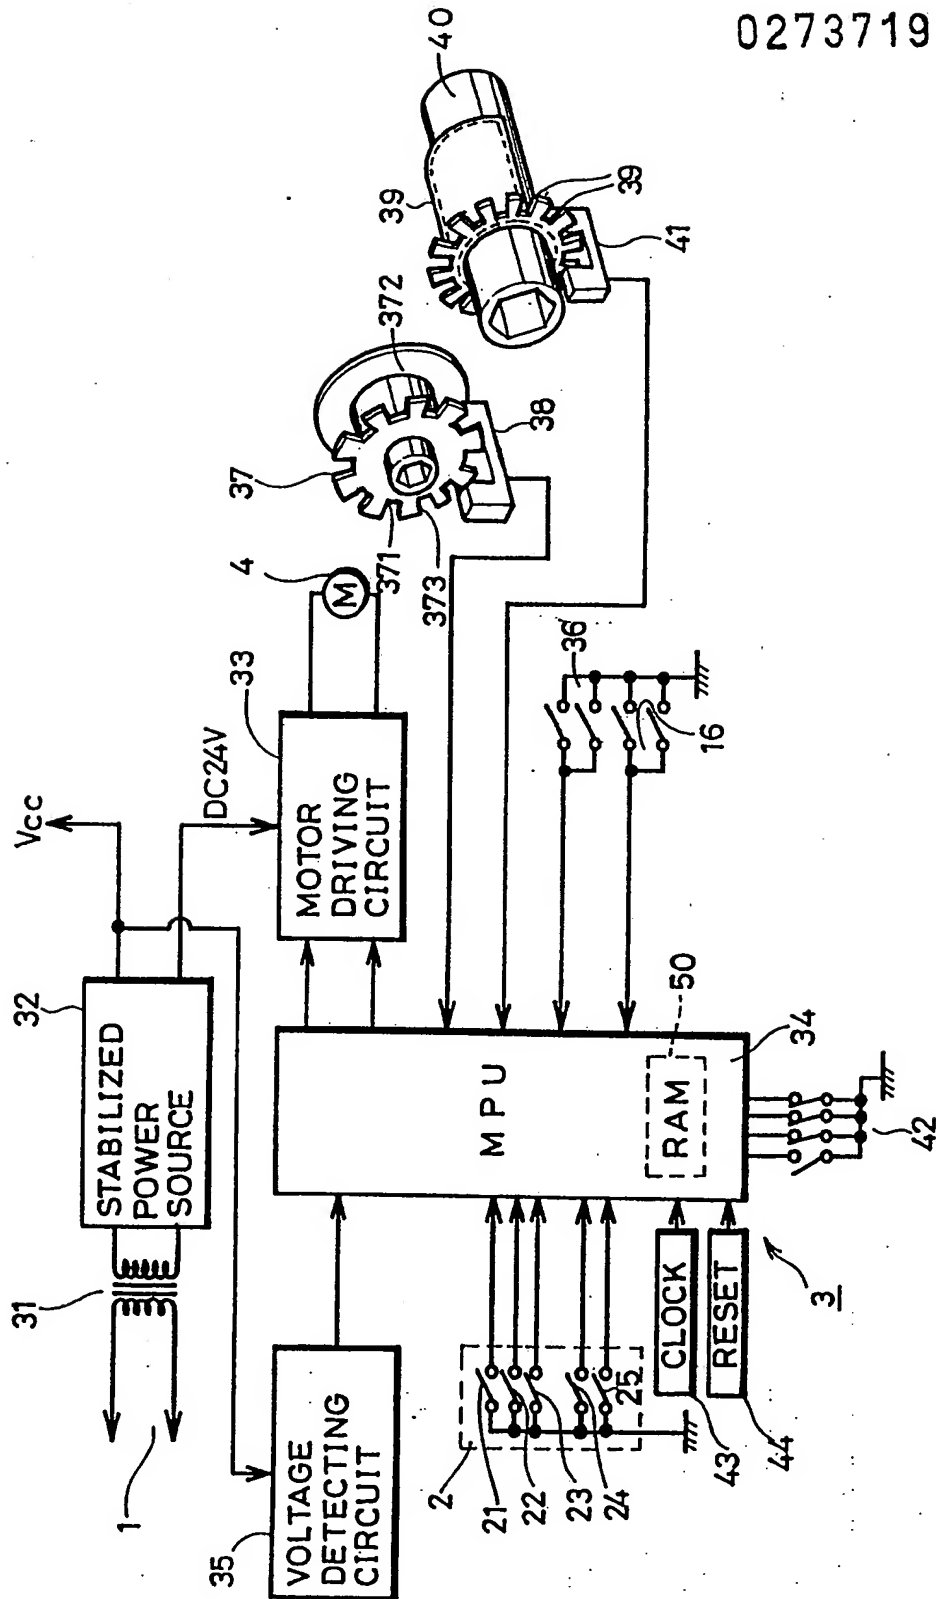 0273719
1
31
STABILIZED
POWER
SOURCE
32
Vcc
DC24V
35
VOLTAGE
DETECTING
CIRCUIT
MOTOR
DRIVING
CIRCUIT
33
4
M
37
371
373
372
38
39
40
39
41
MPU
RAM
50
34
36
16
2
21
22
23
24
25
CLOCK
43
RESET
44
3
42